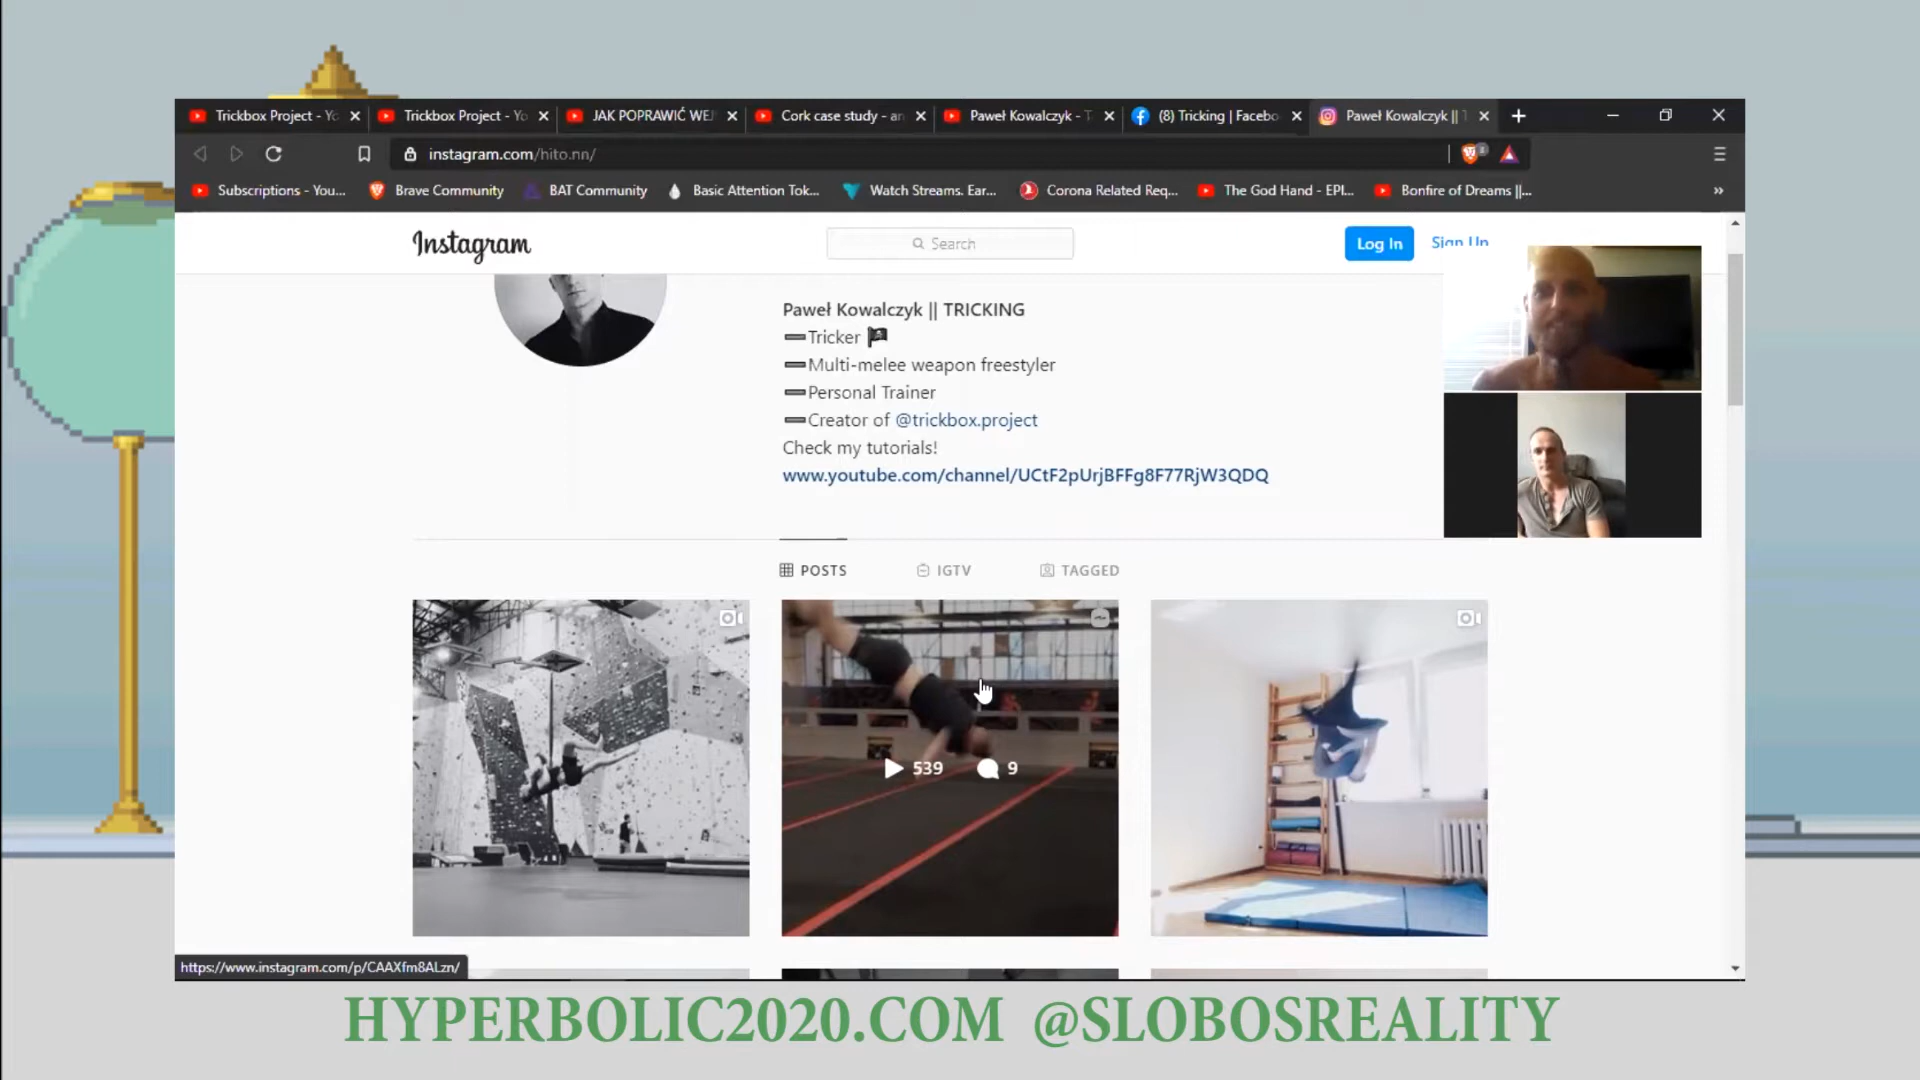 Trickbox Project - Yo
Trickbox Project - Yo
JAK POPRAWIĆ WEJ
Cork case study - an
Paweł Kowalczyk - T
(8) Tricking | Facebo
Paweł Kowalczyk || T
instagram.com/hito.nn/
Subscriptions - You...
Brave Community
BAT Community
Basic Attention Tok...
Watch Streams. Ear...
Corona Related Req...
The God Hand - EPI...
Bonfire of Dreams ||...
Instagram
Search
Log In
Sign Up
Paweł Kowalczyk || TRICKING
Tricker
Multi-melee weapon freestyler
Personal Trainer
Creator of @trickbox.project
Check my tutorials!
www.youtube.com/channel/UCtF2pUrjBFFg8F77RjW3QDQ
POSTS
IGTV
TAGGED
539 9
https://www.instagram.com/p/CAAXfm8ALzn/
HYPERBOLIC2020.COM @SLOBOSREALITY